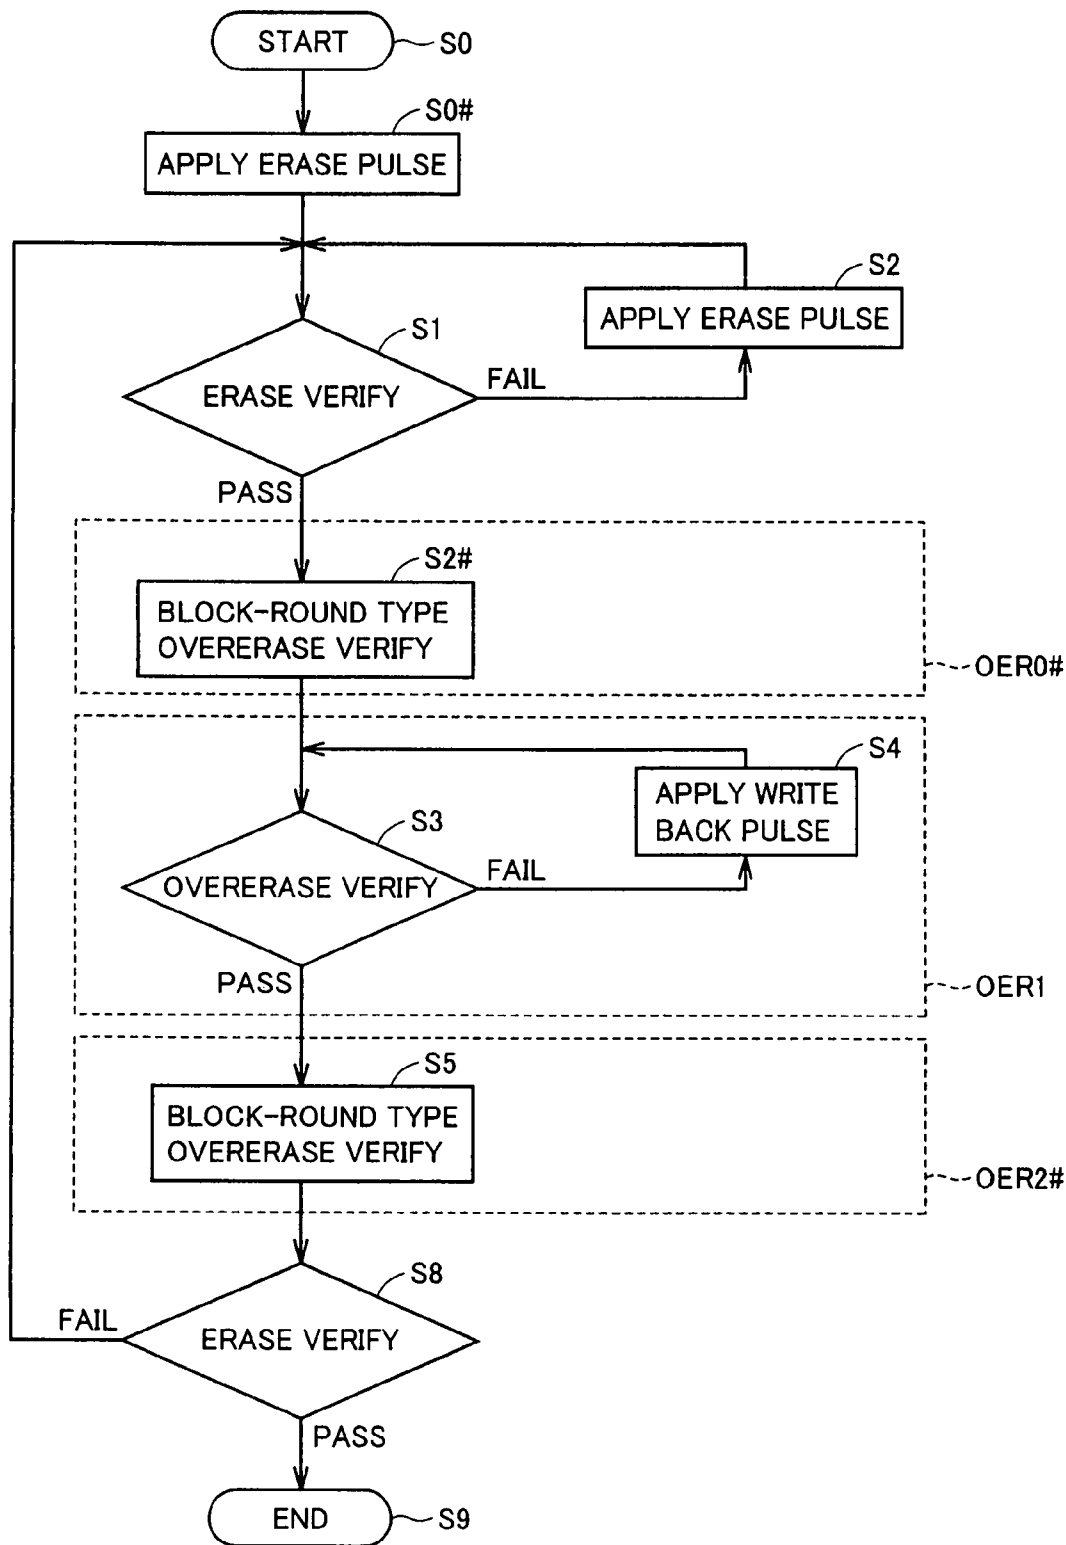 START
S0
S0#
APPLY ERASE PULSE
S2
APPLY ERASE PULSE
S1
ERASE VERIFY
FAIL
PASS
S2#
BLOCK-ROUND TYPE
OVERERASE VERIFY
OER0#
S4
APPLY WRITE
BACK PULSE
S3
OVERERASE VERIFY
FAIL
PASS
OER1
S5
BLOCK-ROUND TYPE
OVERERASE VERIFY
OER2#
S8
FAIL
ERASE VERIFY
PASS
END
S9